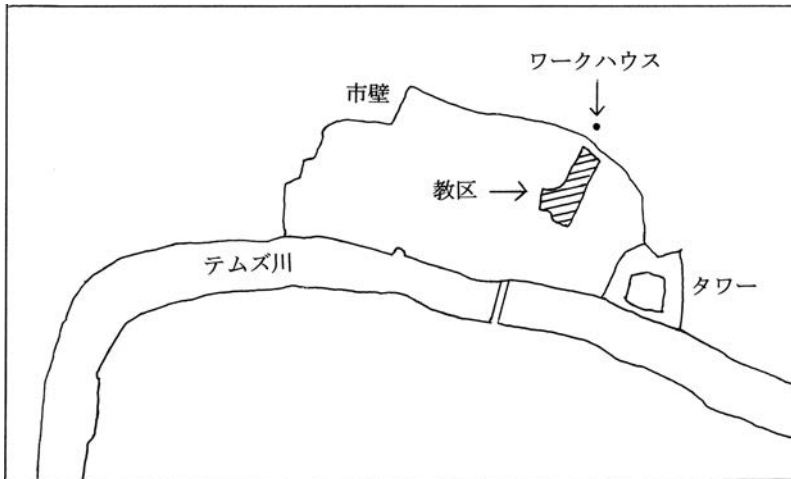 ワークハウス
市壁
教区
テムズ川
タワー